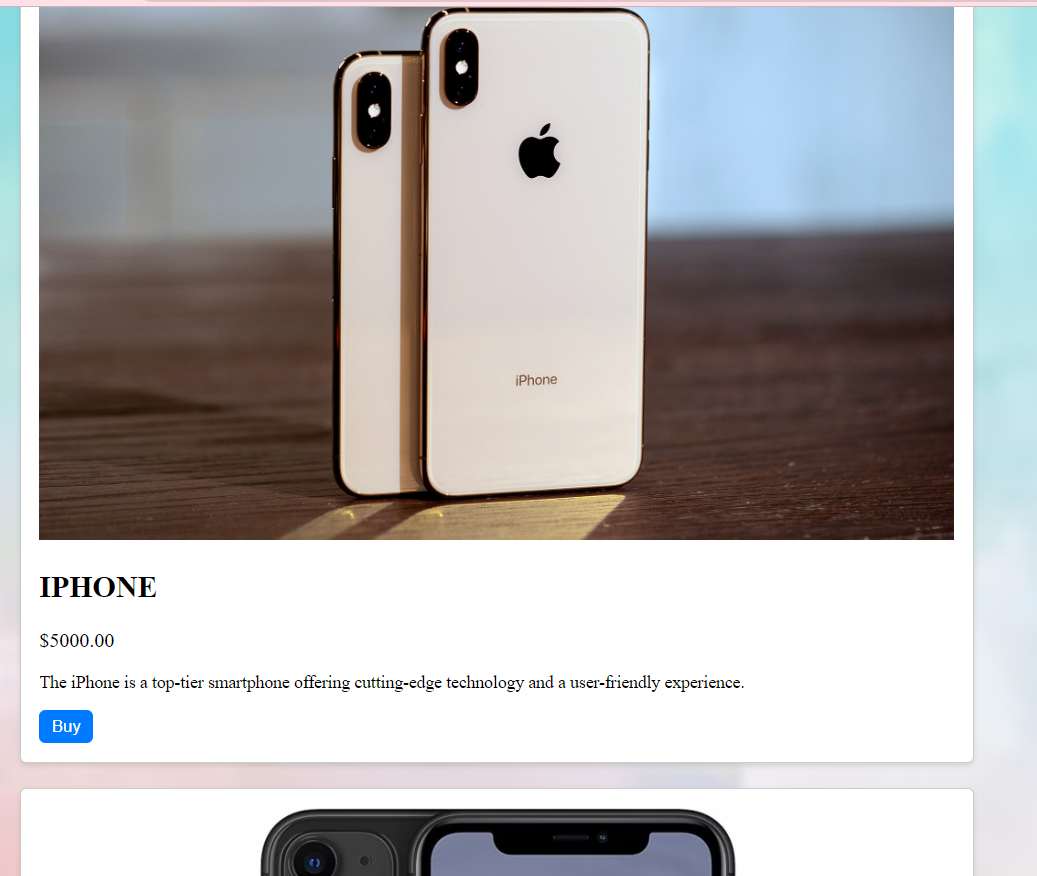 iPhone
IPHONE
$5000.00
The iPhone is a top-tier smartphone offering cutting-edge technology and a user-friendly experience.
Buy